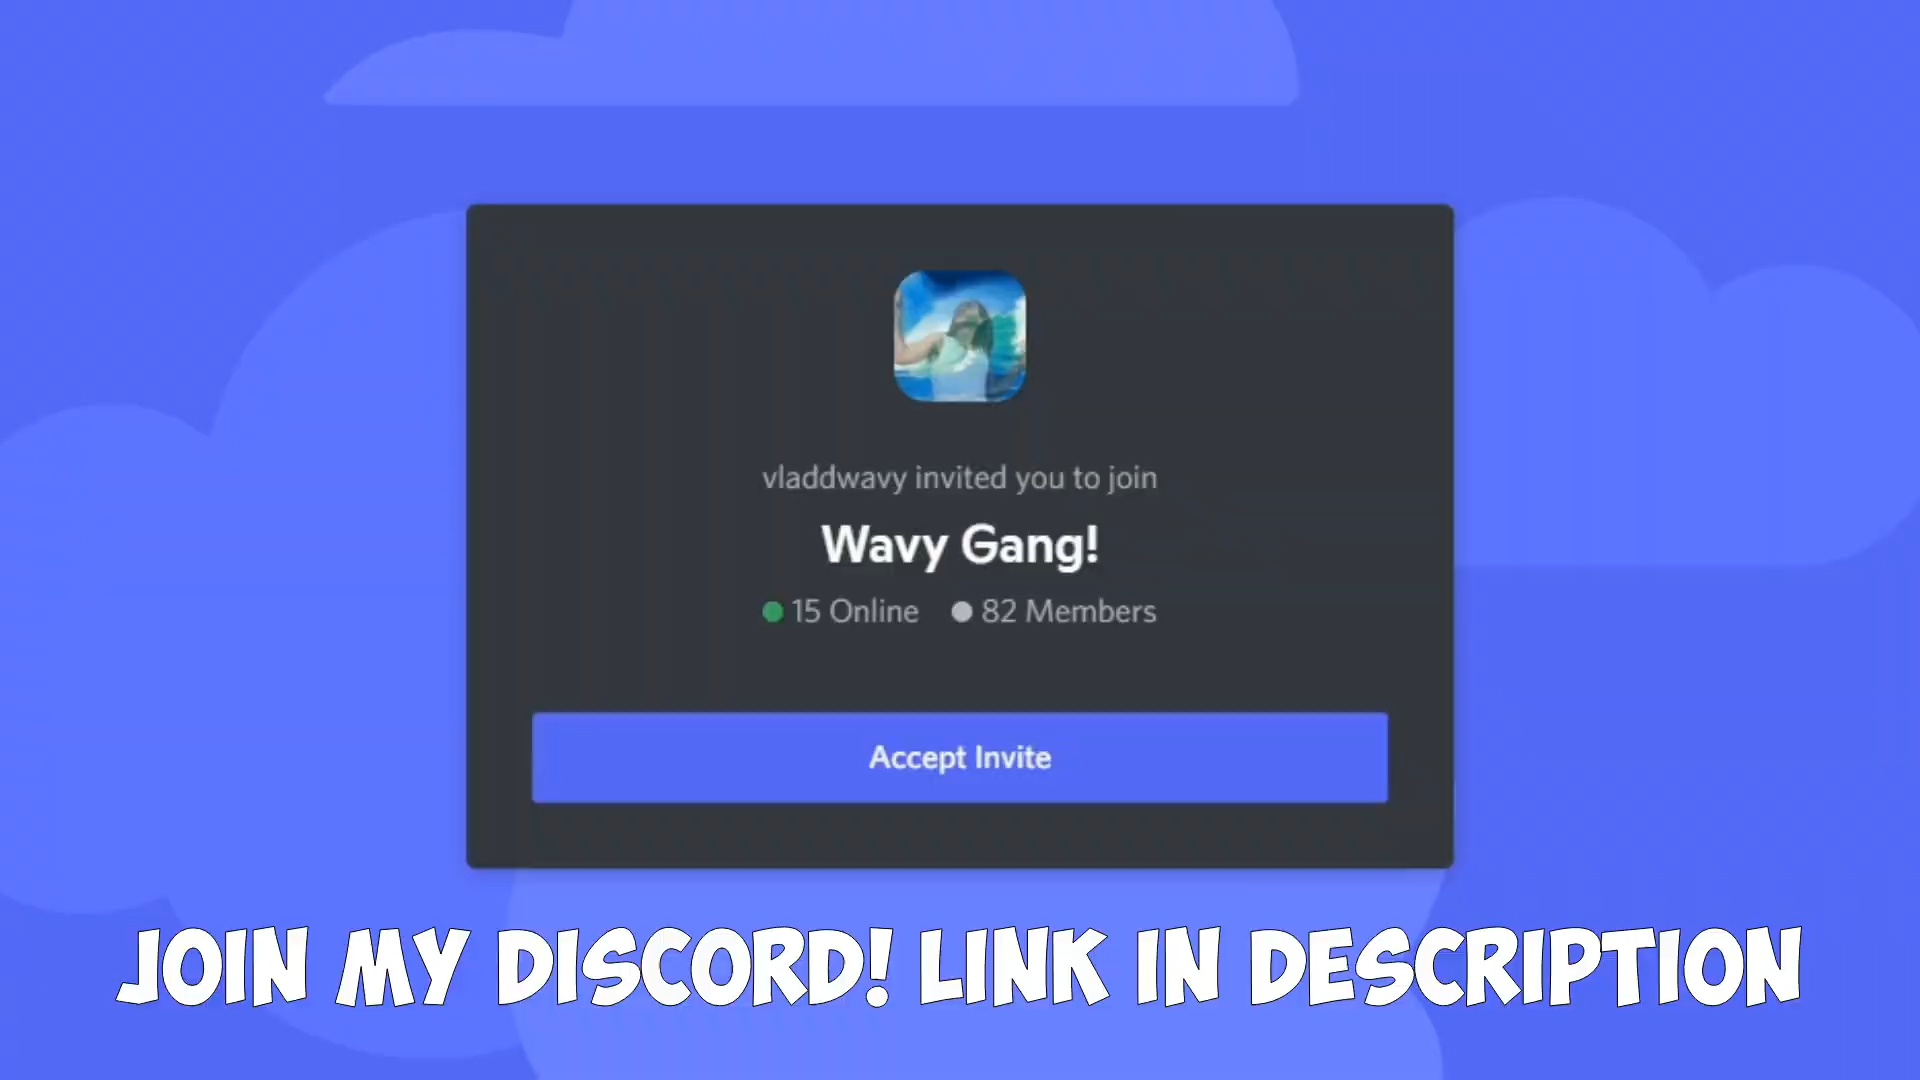 vladdwavy invited you to join
Wavy Gang!
15 Online 82 Members
Accept Invite
JOIN MY DISCORD! LINK IN DESCRIPTION